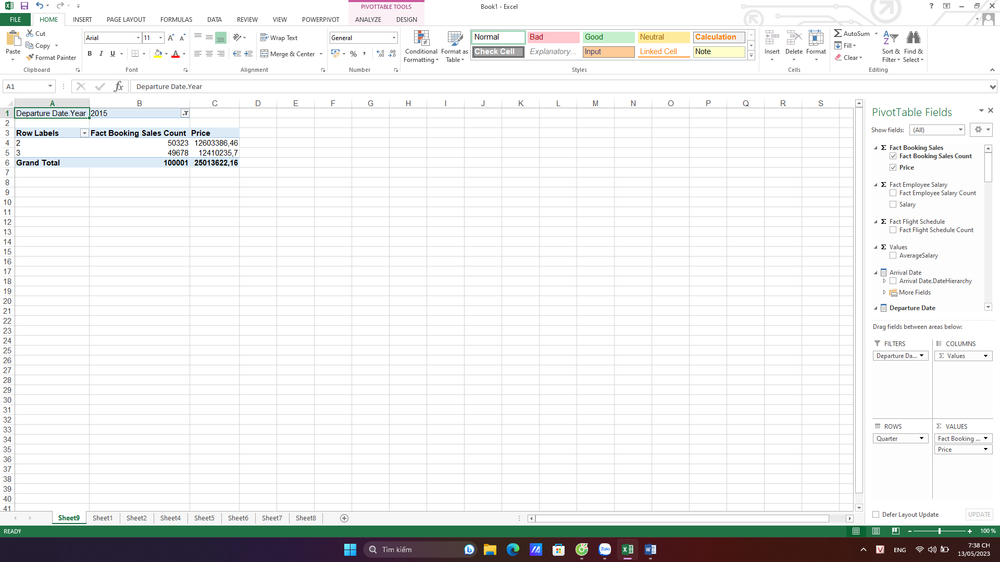 PIVOTTABLE TOOLS
Book1 - Excel
?
FILE
HOME
INSERT
PAGE LAYOUT
FORMULAS
DATA
REVIEW
VIEW
POWERPIVOT
ANALYZE
DESIGN
Paste
Cut
Copy
Format Painter
Clipboard
Arial
11
B I U
Font
Wrap Text
Merge & Center
Alignment
General
%
Number
Conditional Formatting
Format as Table
Normal
Bad
Good
Neutral
Calculation
Check Cell
Explanatory...
Input
Linked Cell
Note
Styles
Insert
Delete
Format
Cells
AutoSum
Fill
Clear
Sort & Filter
Find & Select
Editing
A1
fx
Departure Date.Year
A B C D E F G H I J K L M N O P Q R S
1 Departure Date.Year 2015
2
3 Row Labels Fact Booking Sales Count Price
4 2 50323 12603386,46
5 3 49678 12410235,7
6 Grand Total 100001 25013622,16
7
8
9
10
11
12
13
14
15
16
17
18
19
20
21
22
23
24
25
26
27
28
29
30
31
32
33
34
35
36
37
38
39
40
41
PivotTable Fields
Show fields: (All)
Σ Fact Booking Sales
Fact Booking Sales Count
Price
Σ Fact Employee Salary
Fact Employee Salary Count
Salary
Σ Fact Flight Schedule
Fact Flight Schedule Count
Σ Values
AverageSalary
Arrival Date
Arrival Date.DateHierarchy
More Fields
Departure Date
Drag fields between areas below:
FILTERS
COLUMNS
Departure Da...
Σ Values
ROWS
Σ VALUES
Quarter
Fact Booking ...
Price
Defer Layout Update
UPDATE
Sheet9 Sheet1 Sheet2 Sheet4 Sheet5 Sheet6 Sheet7 Sheet8
READY
100 %
Tìm kiếm
Zalo
V
ENG
7:38 CH
13/05/2023